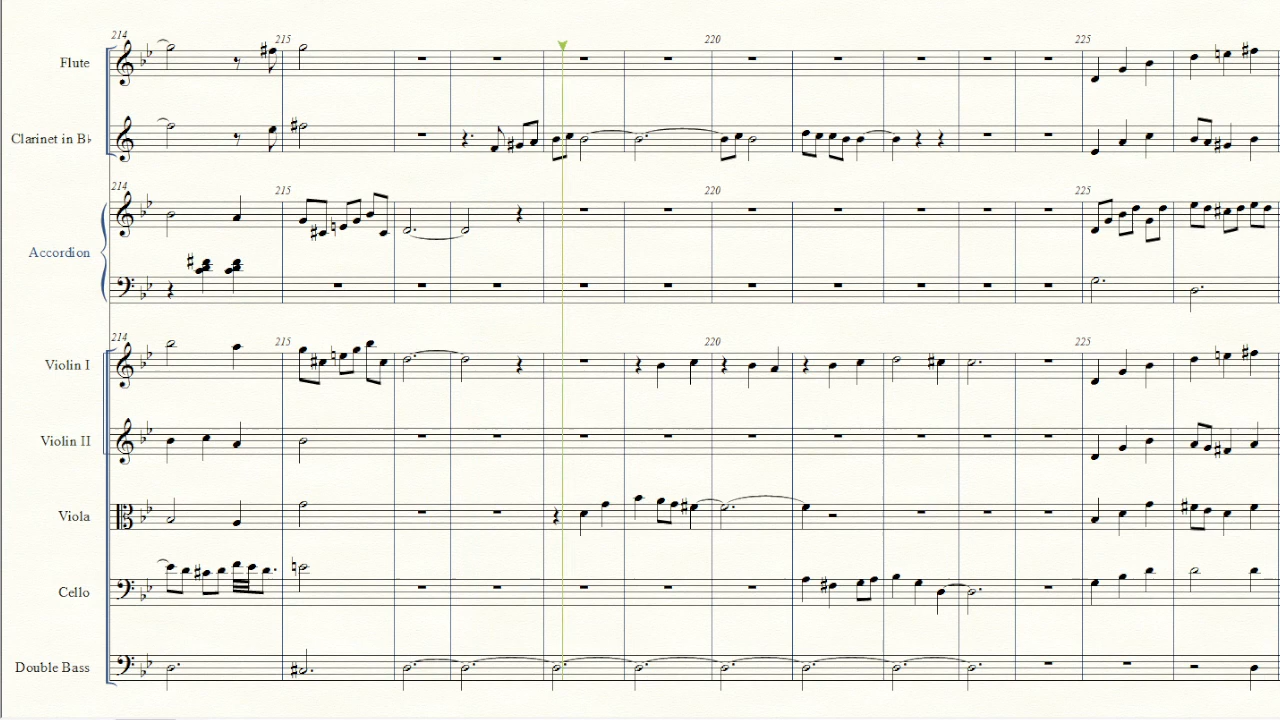 214
215
220
225
Flute
Clarinet in B♭
214
215
220
225
Accordion
214
215
220
225
Violin I
Violin II
Viola
Cello
Double Bass